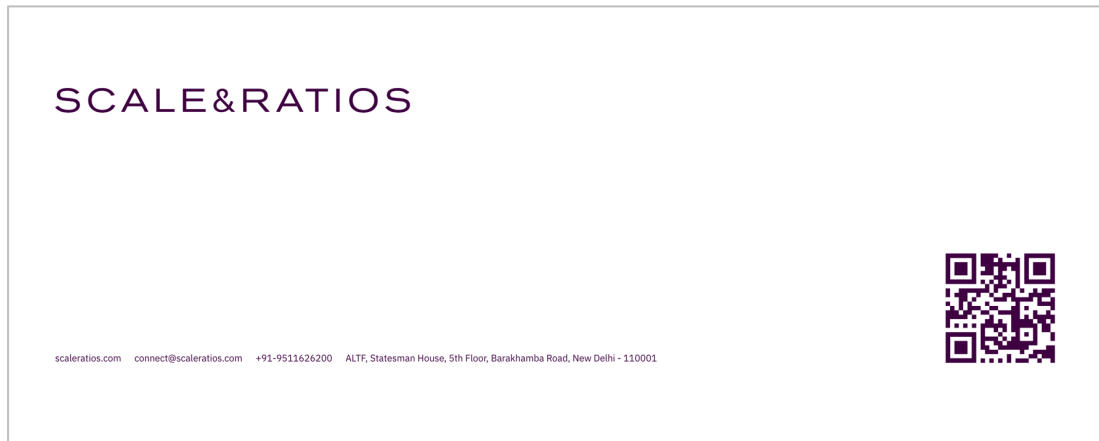 SCALE&RATIOS
scaleratios.com connect@scaleratios.com +91-9511626200 ALTF, Statesman House, 5th Floor, Barakhamba Road, New Delhi - 110001